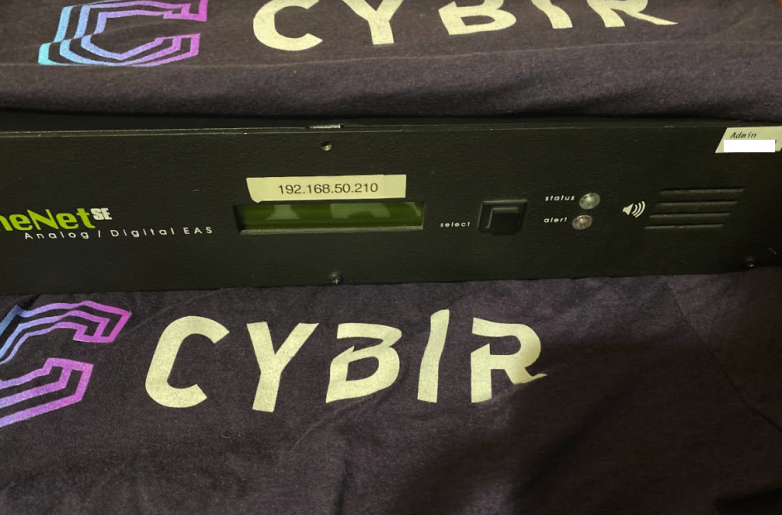 CYBIR
Admin
192.168.50.210
neNetSE
Analog / Digital EAS
select
status
alert
CYBIR